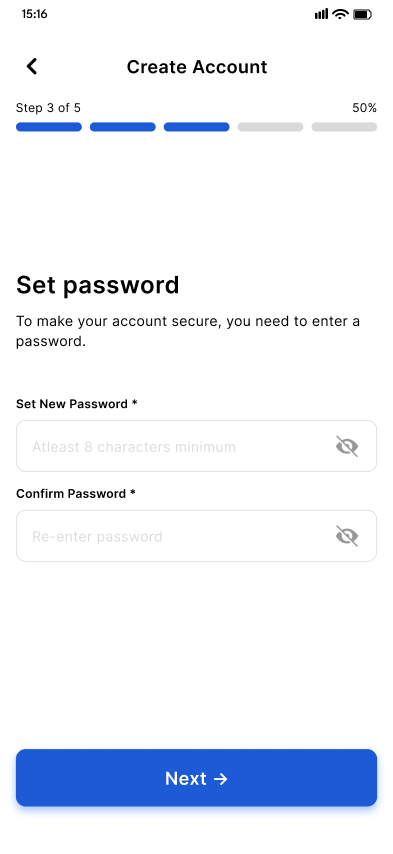 15:16
Create Account
Step 3 of 5
50%
Set password
To make your account secure, you need to enter a
password.
Set New Password *
Atleast 8 characters minimum
Confirm Password *
Re-enter password
Next →